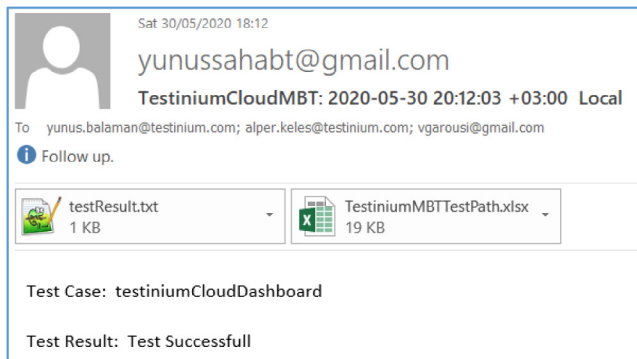 Sat 30/05/2020 18:12
yunussahabt@gmail.com
TestiniumCloudMBT: 2020-05-30 20:12:03 +03:00 Local
To yunus.balaman@testinium.com; alper.keles@testinium.com; vgarousi@gmail.com
Follow up.
testResult.txt
1 KB
TestiniumMBTTestPath.xlsx
19 KB
Test Case: testiniumCloudDashboard
Test Result: Test Successfull